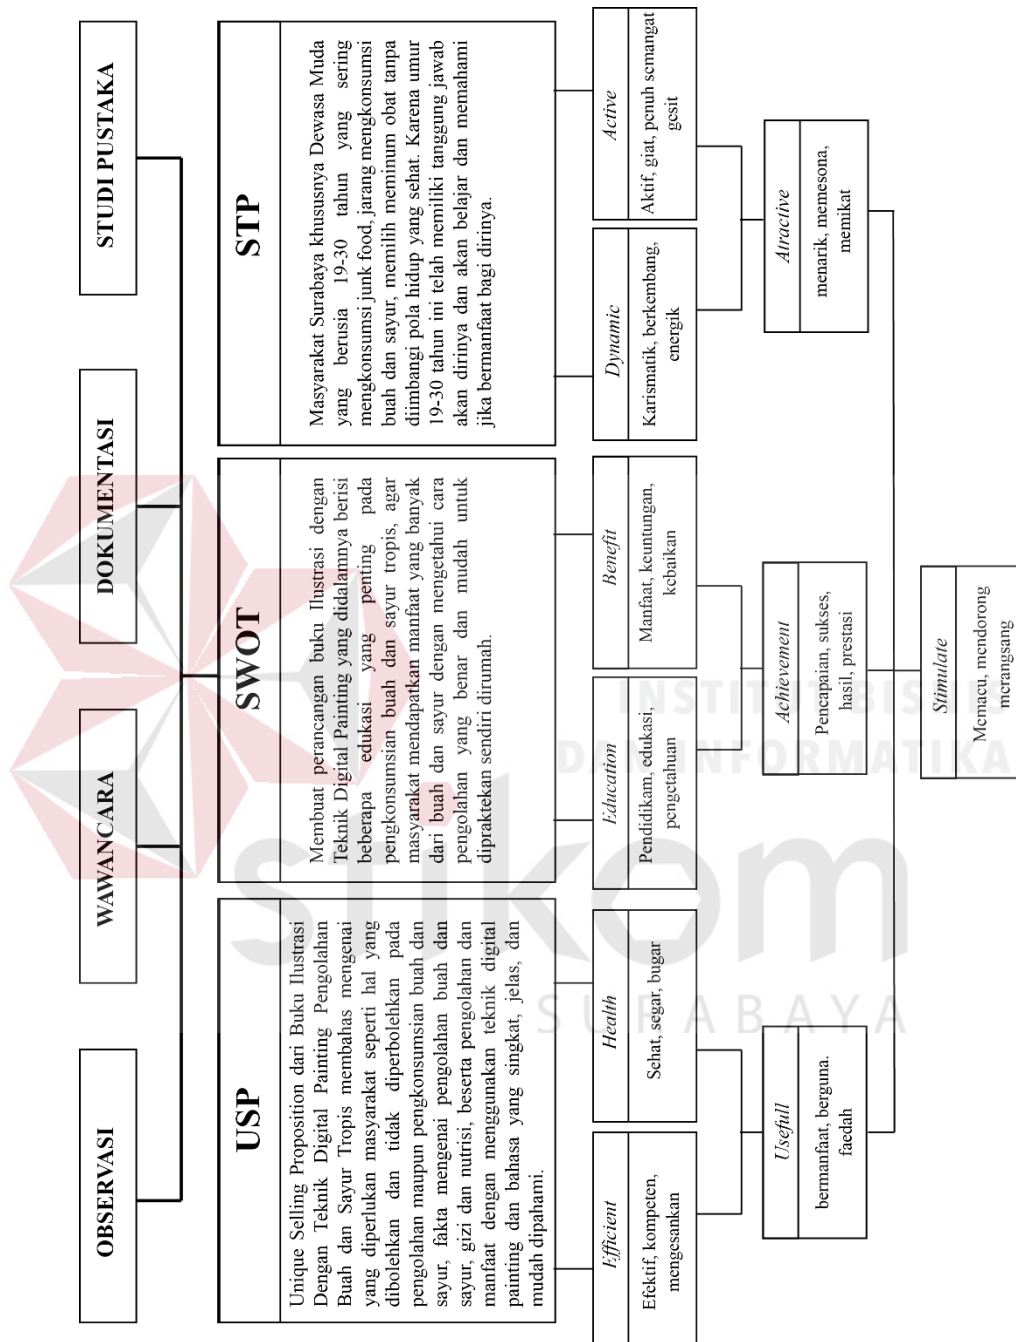 OBSERVASI
WAWANCARA
DOKUMENTASI
STUDI PUSTAKA
USP
Unique Selling Proposition dari Buku Ilustrasi
Dengan Teknik Digital Painting Pengolahan
Buah dan Sayur Tropis membahas mengenai
yang diperlukan masyarakat seperti hal yang
dibolehkan dan tidak diperbolehkan pada
pengolahan maupun pengkonsumsian buah dan
sayur, fakta mengenai pengolahan buah dan
sayur, gizi dan nutrisi, beserta pengolahan dan
manfaat dengan menggunakan teknik digital
painting dan bahasa yang singkat, jelas, dan
mudah dipahami.
SWOT
Membuat perancangan buku Ilustrasi dengan
Teknik Digital Painting yang didalamnya berisi
beberapa edukasi yang penting pada
pengkonsumsian buah dan sayur tropis, agar
masyarakat mendapatkan manfaat yang banyak
dari buah dan sayur dengan mengetahui cara
pengolahan yang benar dan mudah untuk
dipraktekan sendiri dirumah.
STP
Masyarakat Surabaya khususnya Dewasa Muda
yang berusia 19-30 tahun yang sering
mengkonsumsi junk food, jarang mengkonsumsi
buah dan sayur, memilih meminum obat tanpa
diimbangi pola hidup yang sehat. Karena umur
19-30 tahun ini telah memiliki tanggung jawab
akan dirinya dan akan belajar dan memahami
jika bermanfaat bagi dirinya.
Efficient
Efektif, kompeten,
mengesankan
Health
Sehat, segar, bugar
Education
Pendidikam, edukasi,
pengetahuan
Benefit
Manfaat, keuntungan,
kebaikan
Dynamic
Karismatik, berkembang,
energik
Active
Aktif, giat, penuh semangat
gesit
Usefull
bermanfaat, berguna.
faedah
Achievement
Pencapaian, sukses,
hasil, prestasi
Atractive
menarik, memesona,
memikat
Stimulate
Memacu, mendorong
merangsang
INSTITUT BISNIS
DAN INFORMATIKA
stikom
SURABAYA